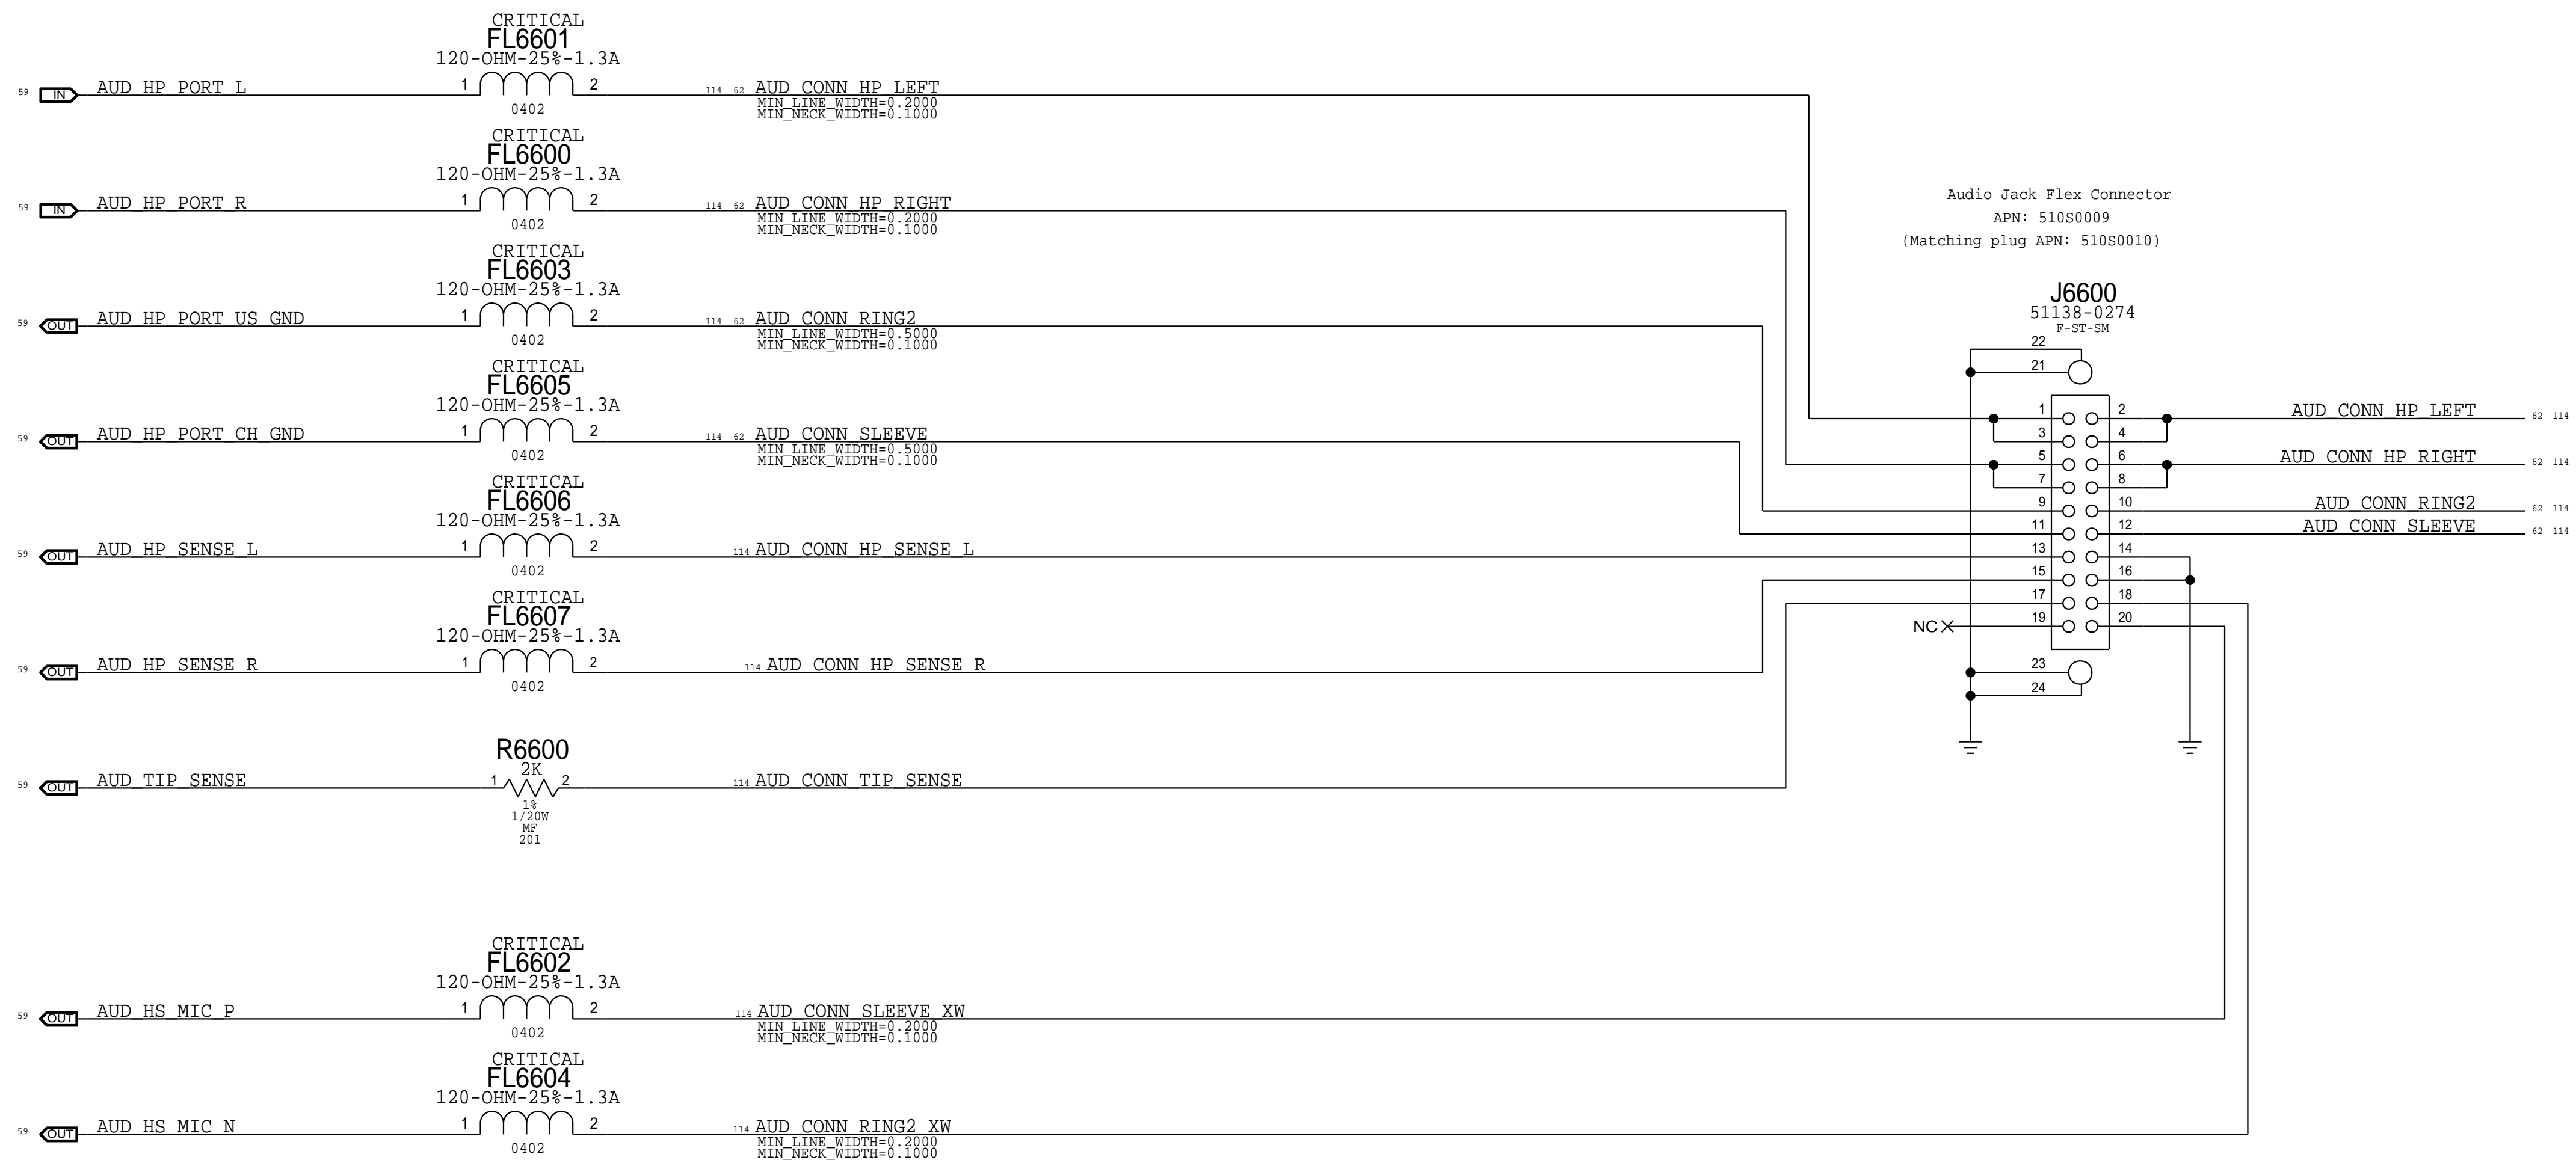 CRITICAL
FL6601
120-OHM-25%-1.3A
59 IN AUD_HP_PORT_L 1 2 114 62 AUD_CONN_HP_LEFT
0402 MIN_LINE_WIDTH=0.2000
MIN_NECK_WIDTH=0.1000
CRITICAL
FL6600
120-OHM-25%-1.3A
59 IN AUD_HP_PORT_R 1 2 114 62 AUD_CONN_HP_RIGHT
0402 MIN_LINE_WIDTH=0.2000
MIN_NECK_WIDTH=0.1000
CRITICAL
FL6603
120-OHM-25%-1.3A
59 OUT AUD_HP_PORT_US_GND 1 2 114 62 AUD_CONN_RING2
0402 MIN_LINE_WIDTH=0.5000
MIN_NECK_WIDTH=0.1000
CRITICAL
FL6605
120-OHM-25%-1.3A
59 OUT AUD_HP_PORT_CH_GND 1 2 114 62 AUD_CONN_SLEEVE
0402 MIN_LINE_WIDTH=0.5000
MIN_NECK_WIDTH=0.1000
CRITICAL
FL6606
120-OHM-25%-1.3A
59 OUT AUD_HP_SENSE_L 1 2 114 AUD_CONN_HP_SENSE_L
0402
CRITICAL
FL6607
120-OHM-25%-1.3A
59 OUT AUD_HP_SENSE_R 1 2 114 AUD_CONN_HP_SENSE_R
0402
R6600
2K
59 OUT AUD_TIP_SENSE 1 2 114 AUD_CONN_TIP_SENSE
1%
1/20W
MF
201
CRITICAL
FL6602
120-OHM-25%-1.3A
59 OUT AUD_HS_MIC_P 1 2 114 AUD_CONN_SLEEVE_XW
0402 MIN_LINE_WIDTH=0.2000
MIN_NECK_WIDTH=0.1000
CRITICAL
FL6604
120-OHM-25%-1.3A
59 OUT AUD_HS_MIC_N 1 2 114 AUD_CONN_RING2_XW
0402 MIN_LINE_WIDTH=0.2000
MIN_NECK_WIDTH=0.1000
Audio Jack Flex Connector
APN: 510S0009
(Matching plug APN: 510S0010)
J6600
51138-0274
F-ST-SM
22
21
1 2 AUD_CONN_HP_LEFT 62 114
3 4
5 6 AUD_CONN_HP_RIGHT 62 114
7 8
9 10 AUD_CONN_RING2 62 114
11 12 AUD_CONN_SLEEVE 62 114
13 14
15 16
17 18
NC 19 20
23
24